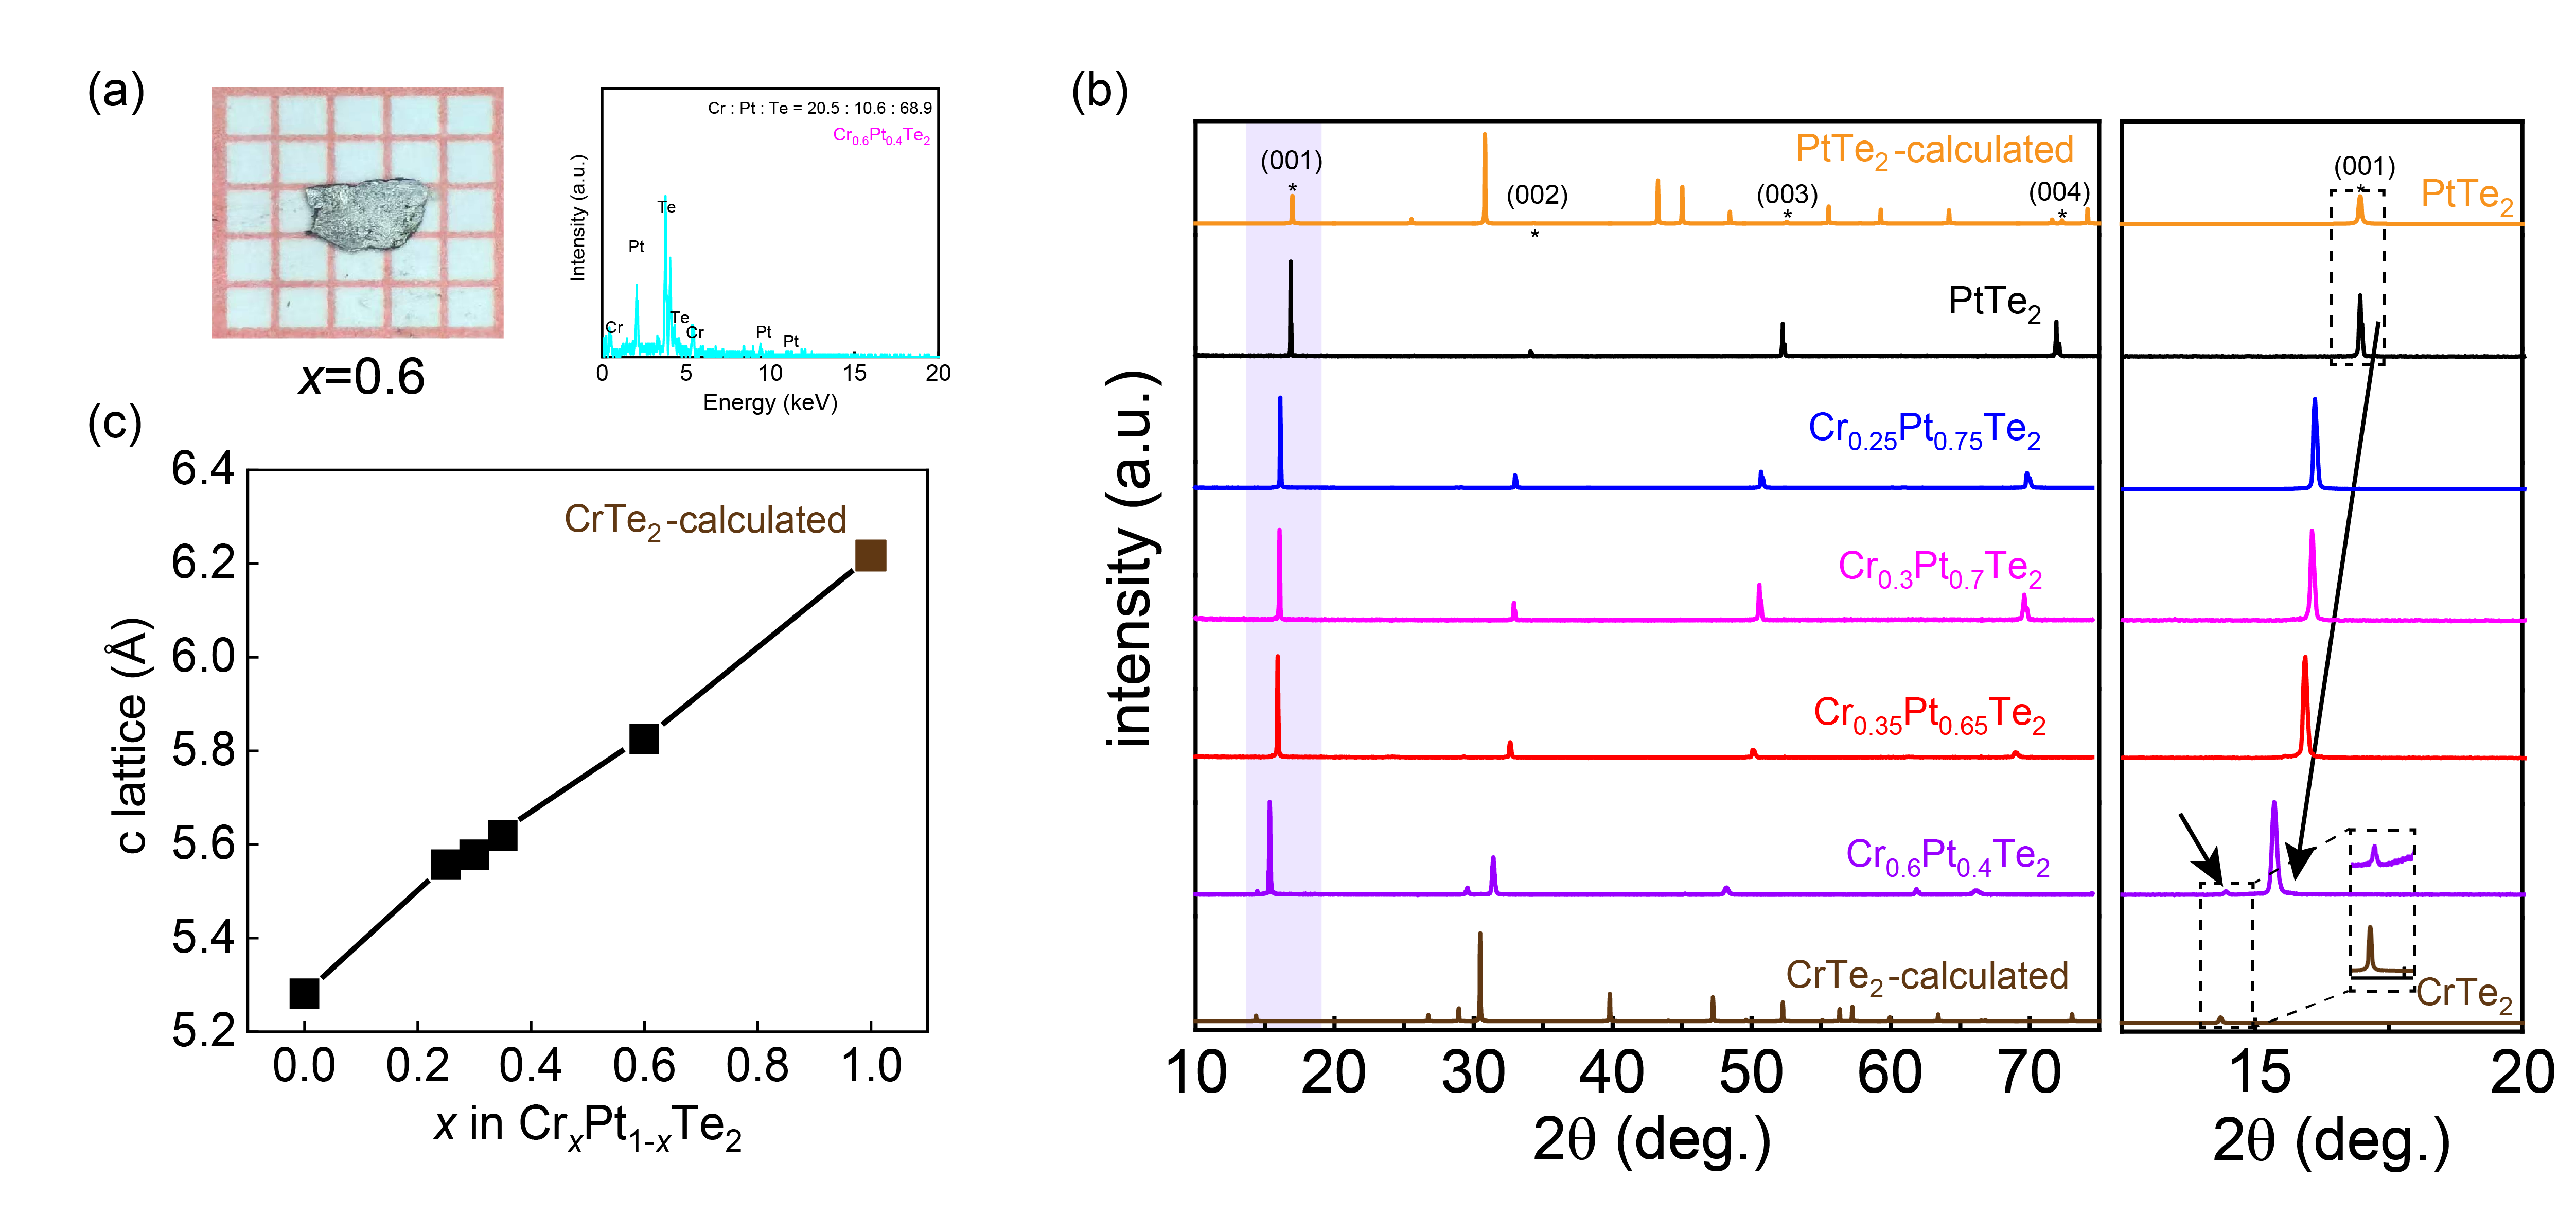 (a)
x=0.6
Cr : Pt : Te = 20.5 : 10.6 : 68.9
Cr0.6Pt0.4Te2
Intensity (a.u.)
Te
Pt
Te
Cr
Cr
Pt
Pt
0 5 10 15 20
Energy (keV)
(b)
PtTe2-calculated
(001)
*
(002)
*
(003)
*
(004)
*
PtTe2
Cr0.25Pt0.75Te2
Cr0.3Pt0.7Te2
Cr0.35Pt0.65Te2
Cr0.6Pt0.4Te2
CrTe2-calculated
intensity (a.u.)
10 20 30 40 50 60 70
2θ (deg.)
(001)
*
PtTe2
CrTe2
15 20
2θ (deg.)
(c)
6.4
6.2
6.0
5.8
5.6
5.4
5.2
c lattice (Å)
CrTe2-calculated
0.0 0.2 0.4 0.6 0.8 1.0
x in CrxPt1-xTe2